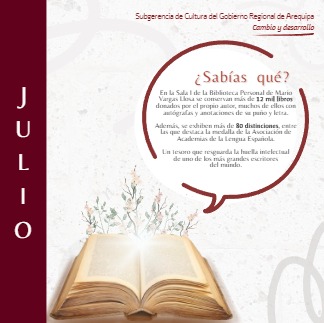 Subgerencia de Cultura del Gobierno Regional de Arequipa
Cambio y desarrollo
JULIO
¿Sabías qué?
En la Sala I de la Biblioteca Personal de Mario
Vargas Llosa se conservan más de 12 mil libros
donados por el propio autor, muchos de ellos con
autógrafos y anotaciones de su puño y letra.
Además, se exhiben más de 80 distinciones, entre
las que destaca la medalla de la Asociación de
Academias de la Lengua Española.
Un tesoro que resguarda la huella intelectual
de uno de los más grandes escritores
del mundo.